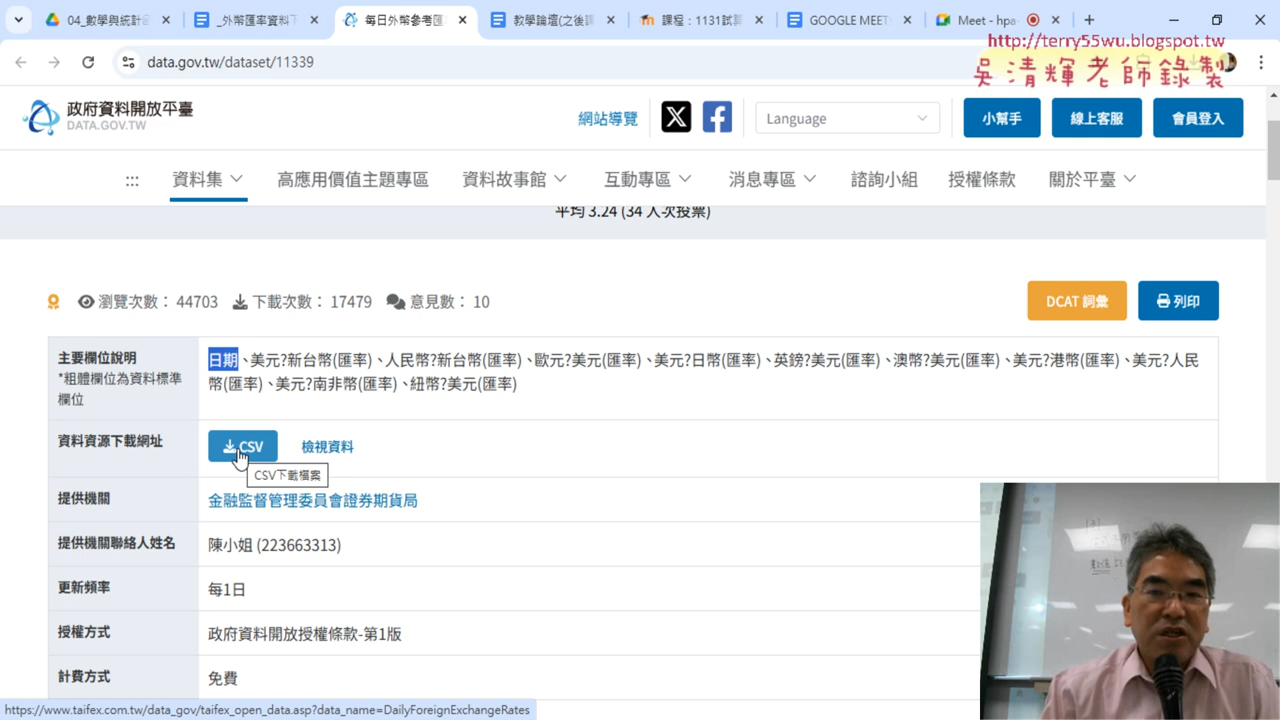 04_數學與統計函
_外幣匯率資料下
每日外幣參考匯
教學論壇(之後課
課程：1131試算
GOOGLE MEET
Meet - hpa
data.gov.tw/dataset/11339
http://terry55wu.blogspot.tw
吳清輝老師錄製
政府資料開放平臺
DATA.GOV.TW
網站導覽
Language
小幫手
線上客服
會員登入
:::
資料集
高應用價值主題專區
資料故事館
互動專區
消息專區
諮詢小組
授權條款
關於平臺
平均 3.24 (34 人次投票)
瀏覽次數： 44703
下載次數： 17479
意見數： 10
DCAT 詞彙
列印
主要欄位說明
*粗體欄位為資料標準
欄位
日期、美元?新台幣(匯率)、人民幣?新台幣(匯率)、歐元?美元(匯率)、美元?日幣(匯率)、英鎊?美元(匯率)、澳幣?美元(匯率)、美元?港幣(匯率)、美元?人民
幣(匯率)、美元?南非幣(匯率)、紐幣?美元(匯率)
資料資源下載網址
CSV
檢視資料
CSV下載檔案
提供機關
金融監督管理委員會證券期貨局
提供機關聯絡人姓名
陳小姐 (223663313)
更新頻率
每1日
授權方式
政府資料開放授權條款-第1版
計費方式
免費
https://www.taifex.com.tw/data_gov/taifex_open_data.asp?data_name=DailyForeignExchangeRates